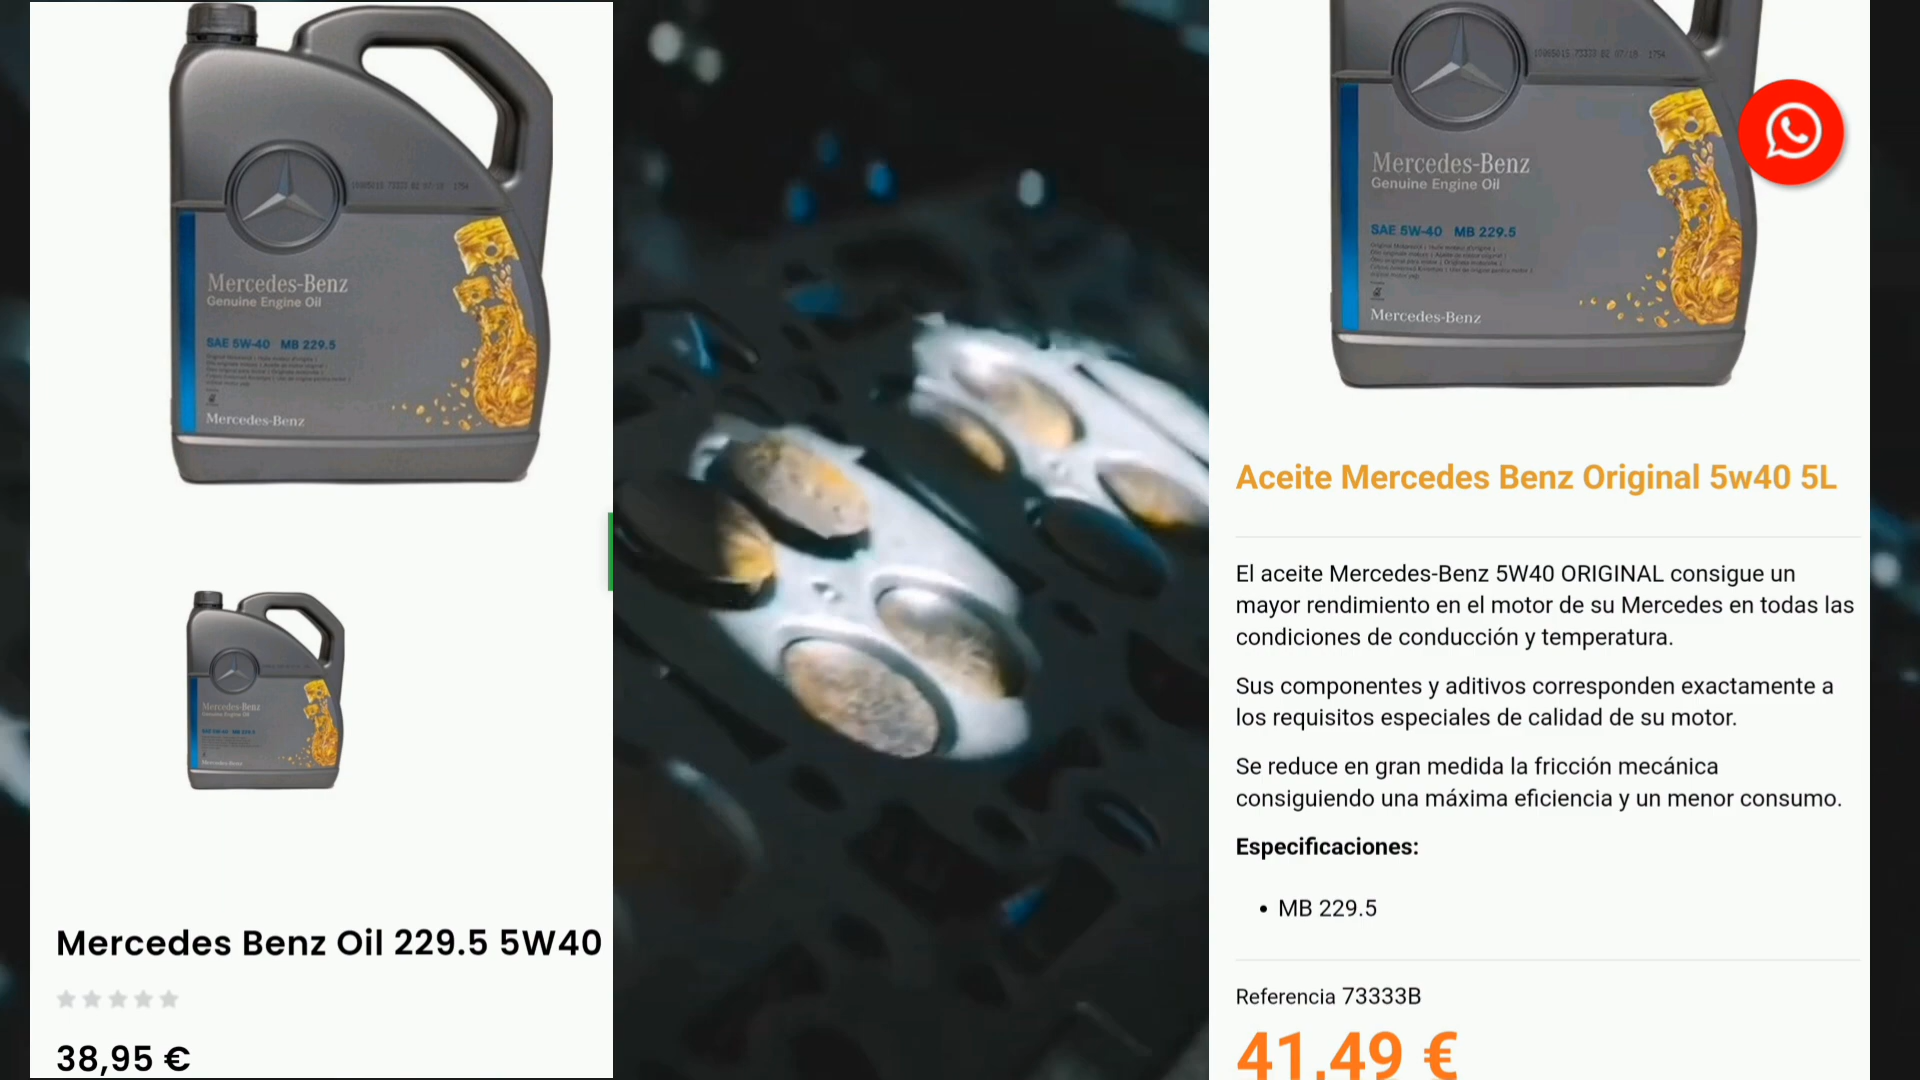 Mercedes-Benz
Genuine Engine Oil
SAE 5W-40 MB 229.5
Mercedes-Benz
Mercedes-Benz
Mercedes Benz Oil 229.5 5W40
38,95 €
Mercedes-Benz
Genuine Engine Oil
SAE 5W-40 MB 229.5
Mercedes-Benz
Aceite Mercedes Benz Original 5w40 5L
El aceite Mercedes-Benz 5W40 ORIGINAL consigue un
mayor rendimiento en el motor de su Mercedes en todas las
condiciones de conducción y temperatura.
Sus componentes y aditivos corresponden exactamente a
los requisitos especiales de calidad de su motor.
Se reduce en gran medida la fricción mecánica
consiguiendo una máxima eficiencia y un menor consumo.
Especificaciones:
• MB 229.5
Referencia 73333B
41,49 €